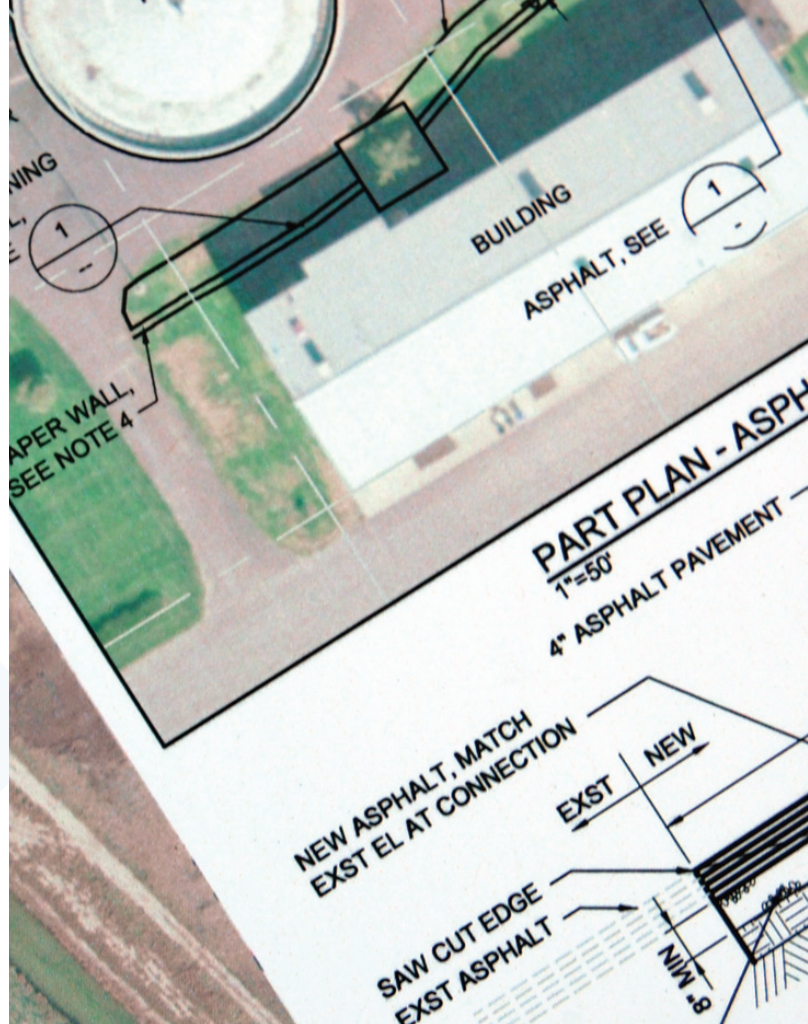 NING
1
--
BUILDING
ASPHALT, SEE
1
-
APER WALL,
SEE NOTE 4
PART PLAN - ASPH
1"=50'
4" ASPHALT PAVEMENT
NEW ASPHALT, MATCH
EXST EL AT CONNECTION
EXST
NEW
SAW CUT EDGE
EXST ASPHALT
8" MIN